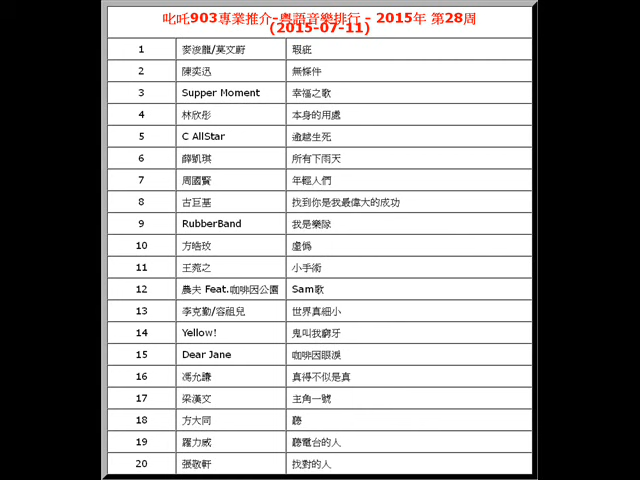 叱吒903專業推介-粵語音樂排行 - 2015年 第28周
(2015-07-11)
1 麥浚龍/莫文蔚 瑕疵
2 陳奕迅 無條件
3 Supper Moment 幸福之歌
4 林欣彤 本身的用處
5 C AllStar 逾越生死
6 薛凱琪 所有下雨天
7 周國賢 年輕人們
8 古巨基 找到你是我最偉大的成功
9 RubberBand 我是樂隊
10 方皓玟 虛偽
11 王菀之 小手術
12 農夫 Feat.咖啡因公園 Sam歌
13 李克勤/容祖兒 世界真細小
14 Yellow! 鬼叫我窮牙
15 Dear Jane 咖啡因眼淚
16 馮允謙 真得不似是真
17 梁漢文 主角一號
18 方大同 聽
19 羅力威 聽電台的人
20 張敬軒 找對的人